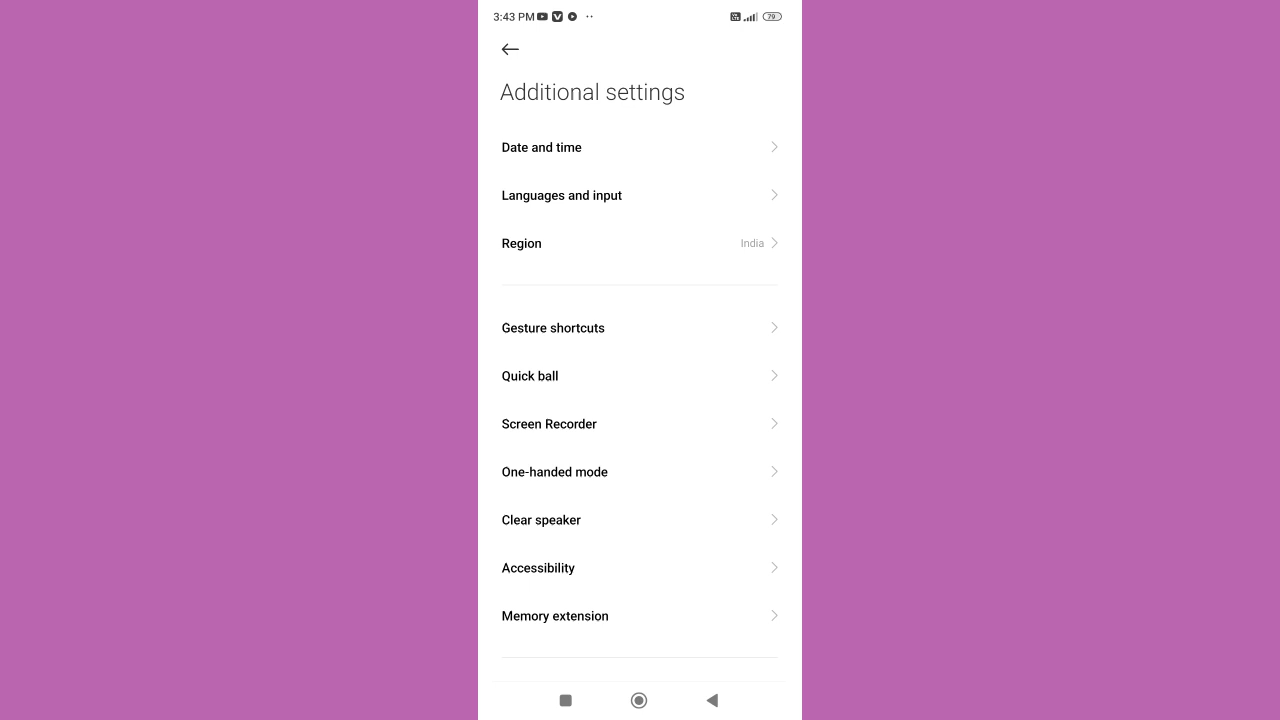 3:43 PM
79
Additional settings
Date and time
Languages and input
Region
India
Gesture shortcuts
Quick ball
Screen Recorder
One-handed mode
Clear speaker
Accessibility
Memory extension